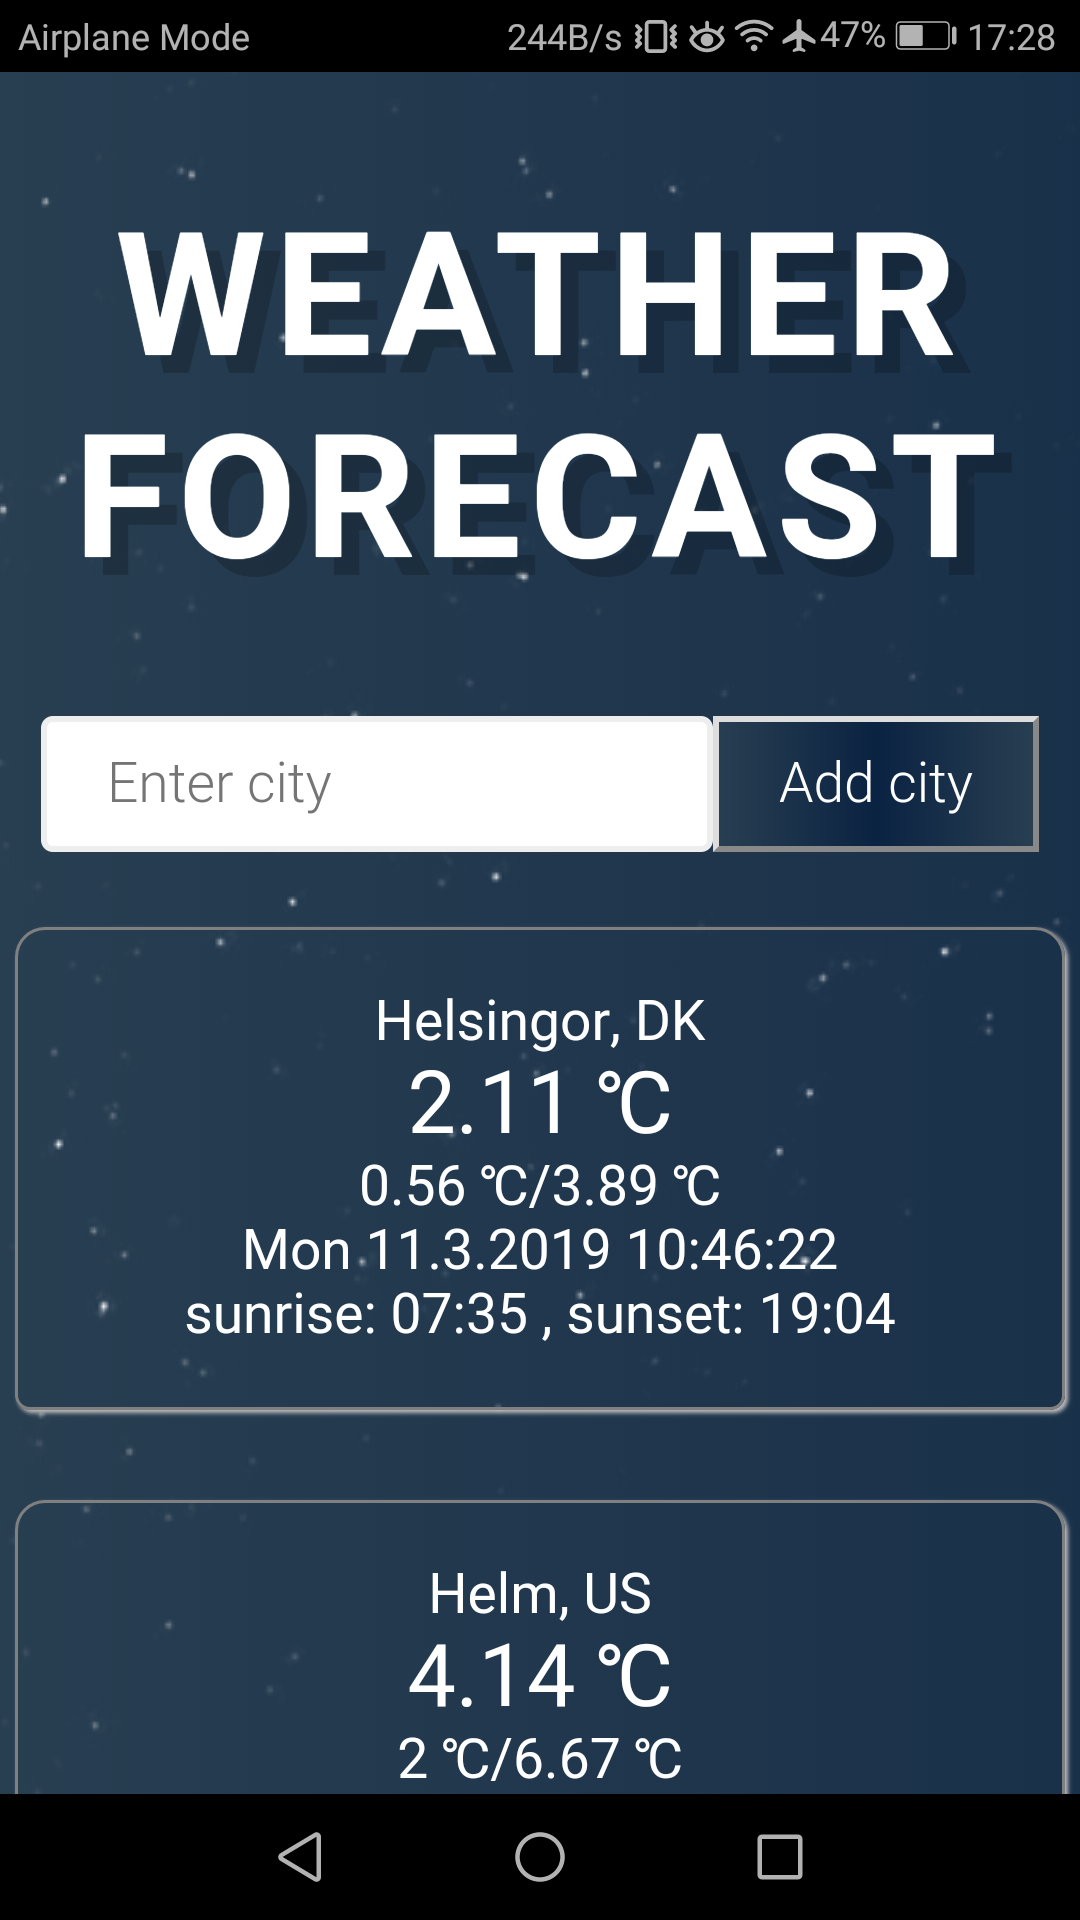 Airplane Mode 244B/s 47% 17:28
WEATHER
FORECAST
Enter city Add city
Helsingor, DK
2.11 ℃
0.56 ℃/3.89 ℃
Mon 11.3.2019 10:46:22
sunrise: 07:35 , sunset: 19:04
Helm, US
4.14 ℃
2 ℃/6.67 ℃